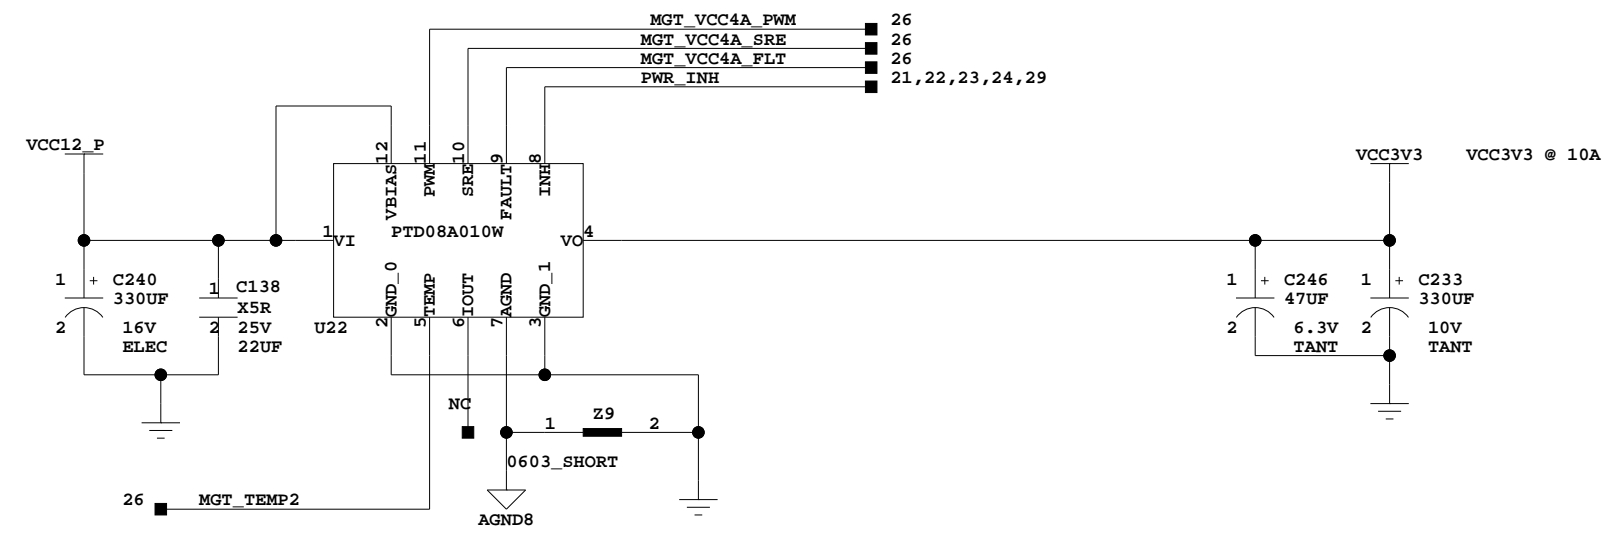 MGT_VCC4A_PWM 26
MGT_VCC4A_SRE 26
MGT_VCC4A_FLT 26
PWR_INH 21,22,23,24,29
VCC12_P
VCC3V3 VCC3V3 @ 10A
12 11 10 9 8
VBIAS PWM SRE FAULT INH
1 VI PTD08A010W VO 4
GND_0 TEMP IOUT AGND GND_1
2 5 6 7 3
U22
1 + C240
330UF
2 16V
ELEC
1 C138
X5R
2 25V
22UF
1 + C246
47UF
2 6.3V
TANT
1 + C233
330UF
2 10V
TANT
NC
1 Z9 2
0603_SHORT
26 MGT_TEMP2
AGND8